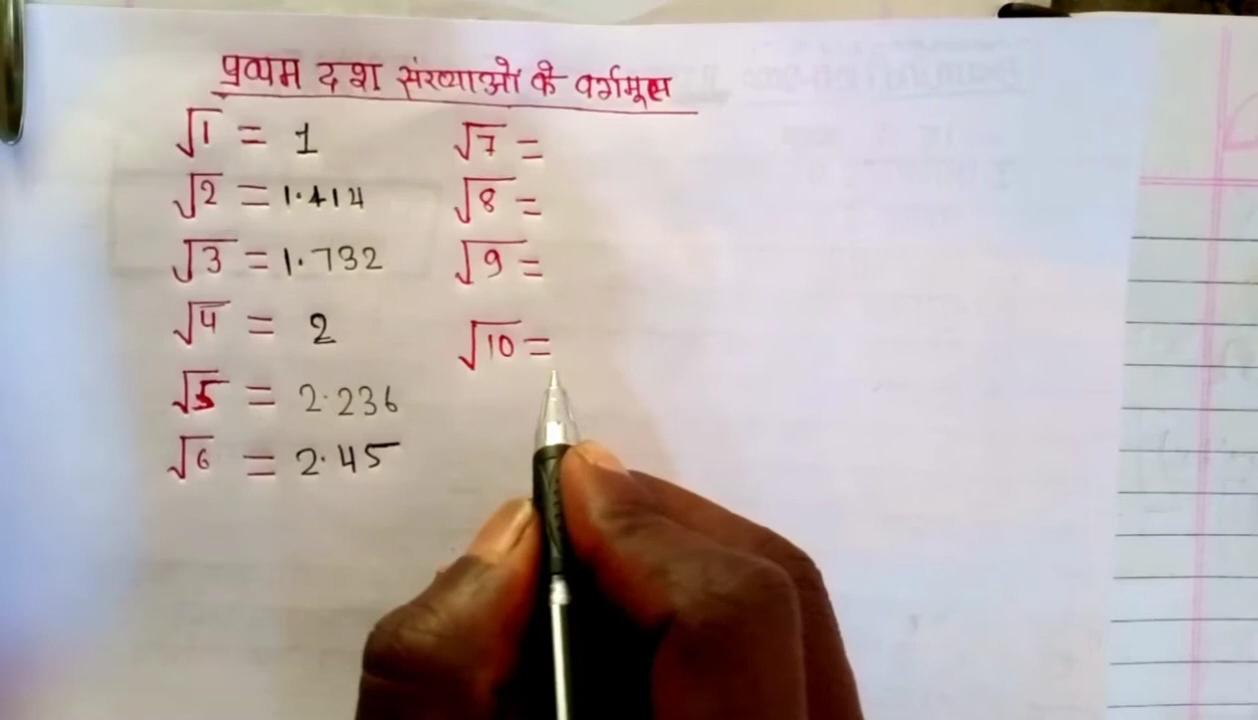 प्रथम दश संख्याओं के वर्गमूल
√1 = 1
√2 = 1.414
√3 = 1.732
√4 = 2
√5 = 2.236
√6 = 2.45
√7 =
√8 =
√9 =
√10 =